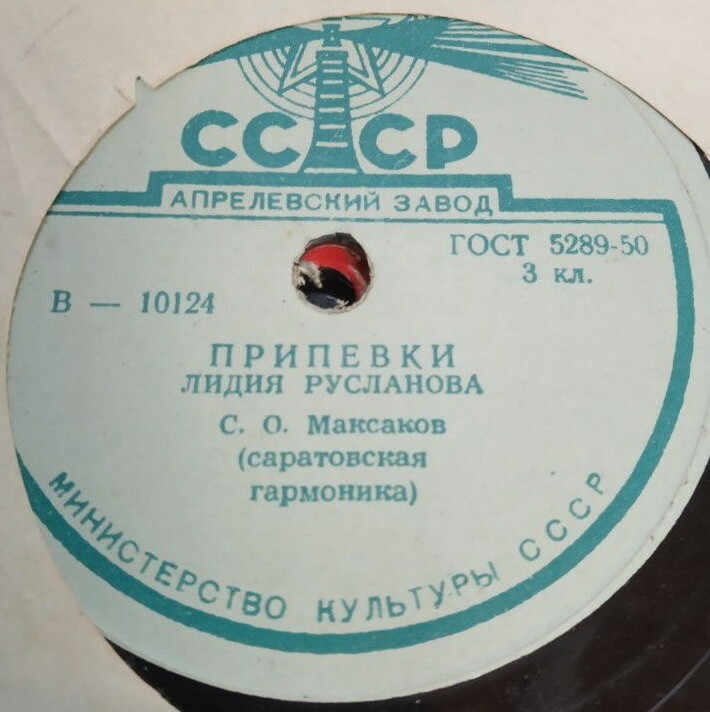 СССР
АПРЕЛЕВСКИЙ ЗАВОД
ГОСТ 5289-50
3 кл.
В — 10124
ПРИПЕВКИ
ЛИДИЯ РУСЛАНОВА
С. О. Максаков
(саратовская
гармоника)
МИНИСТЕРСТВО КУЛЬТУРЫ СССР